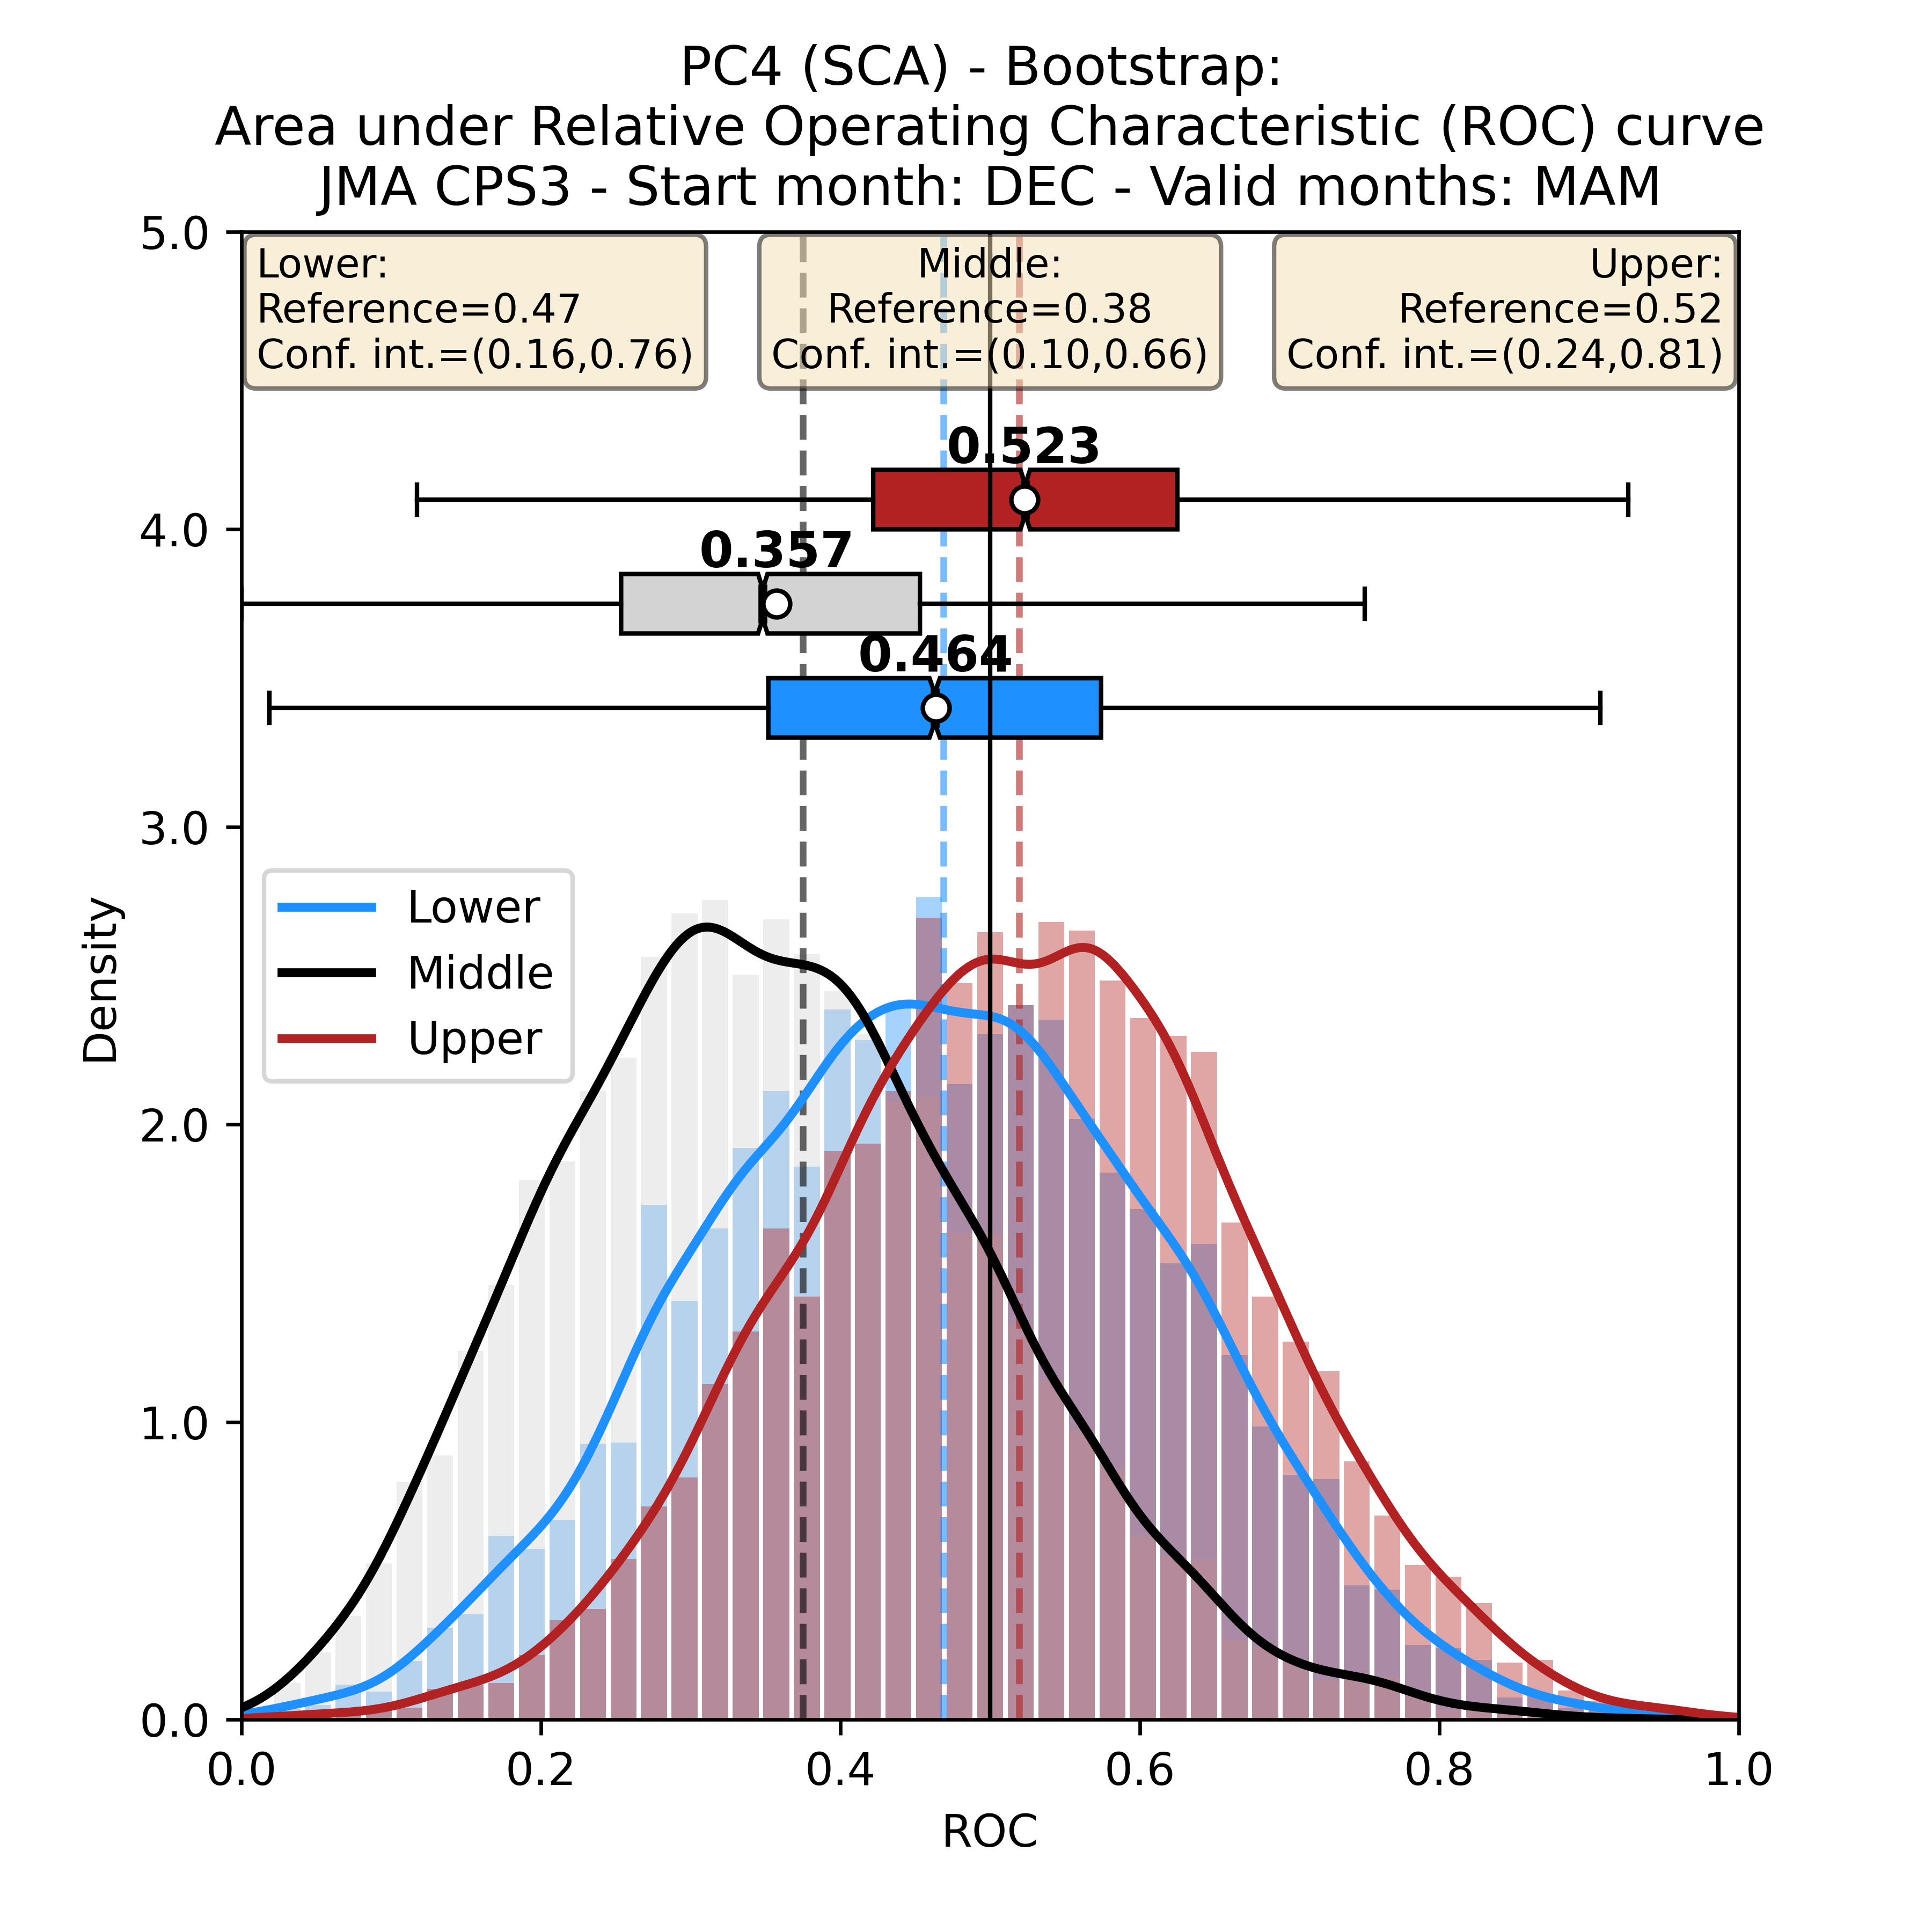 PC4 (SCA) - Bootstrap:
Area under Relative Operating Characteristic (ROC) curve
JMA CPS3 - Start month: DEC - Valid months: MAM
Lower:
Reference=0.47
Conf. int.=(0.16,0.76)
Middle:
Reference=0.38
Conf. int.=(0.10,0.66)
Upper:
Reference=0.52
Conf. int.=(0.24,0.81)
0.523
0.357
0.464
Lower
Middle
Upper
Density
5.0
4.0
3.0
2.0
1.0
0.0
0.0 0.2 0.4 0.6 0.8 1.0
ROC